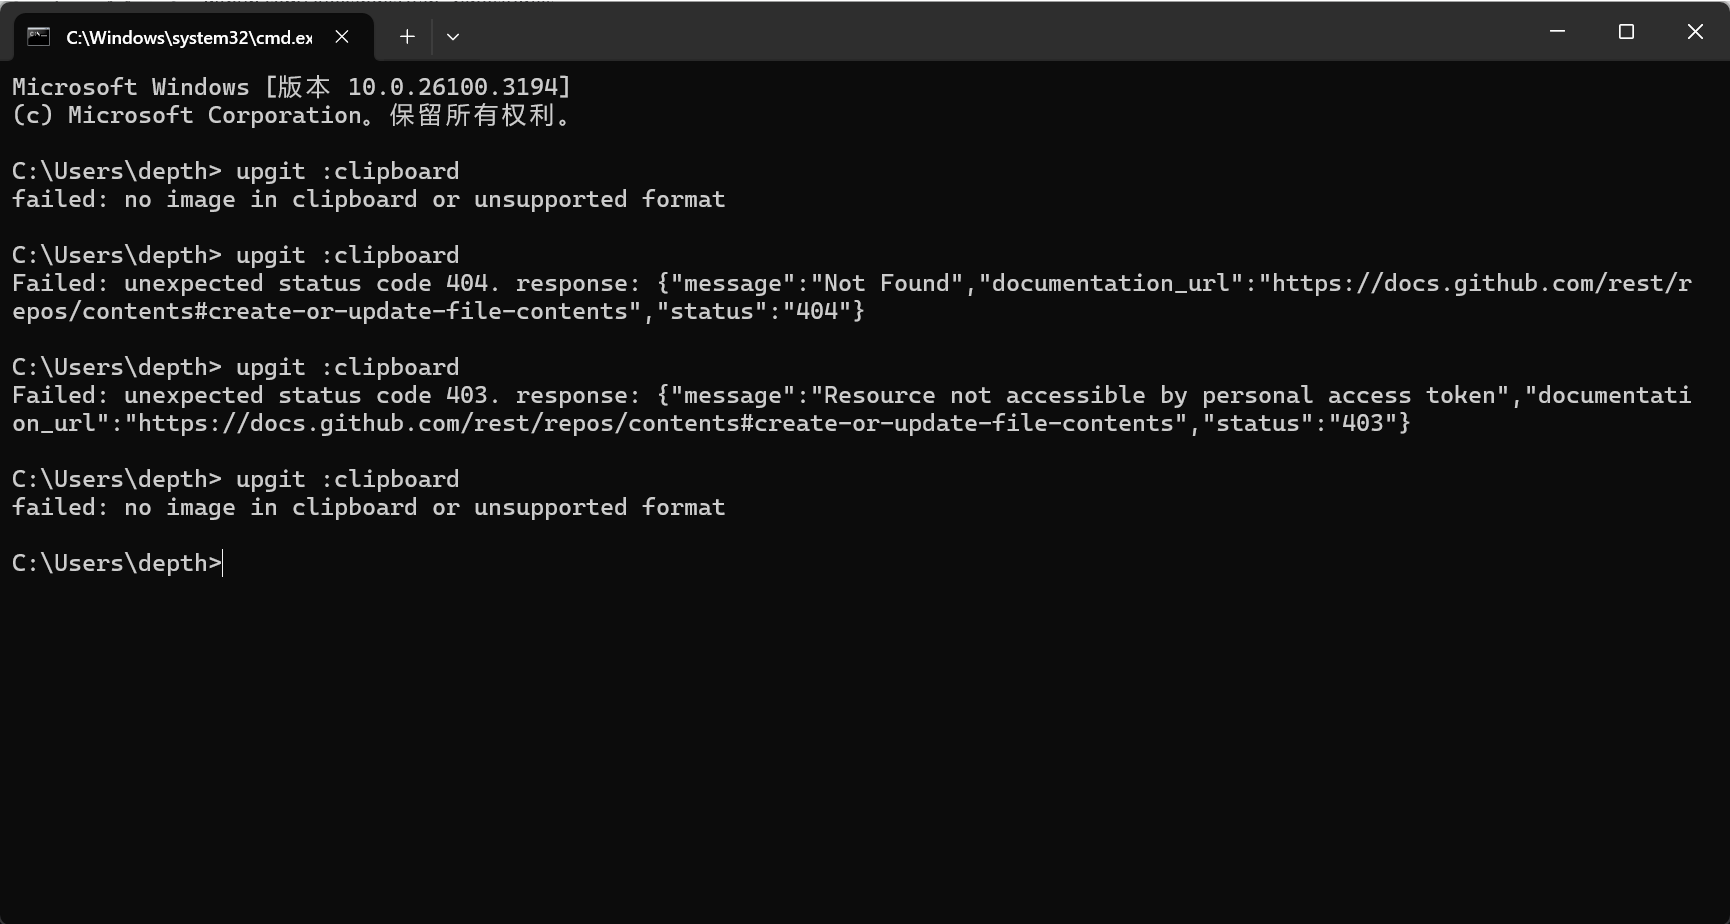 C:\Windows\system32\cmd.ex
Microsoft Windows [版本 10.0.26100.3194]
(c) Microsoft Corporation。保留所有权利。
C:\Users\depth> upgit :clipboard
failed: no image in clipboard or unsupported format
C:\Users\depth> upgit :clipboard
Failed: unexpected status code 404. response: {"message":"Not Found","documentation_url":"https://docs.github.com/rest/r
epos/contents#create-or-update-file-contents","status":"404"}
C:\Users\depth> upgit :clipboard
Failed: unexpected status code 403. response: {"message":"Resource not accessible by personal access token","documentati
on_url":"https://docs.github.com/rest/repos/contents#create-or-update-file-contents","status":"403"}
C:\Users\depth> upgit :clipboard
failed: no image in clipboard or unsupported format
C:\Users\depth>